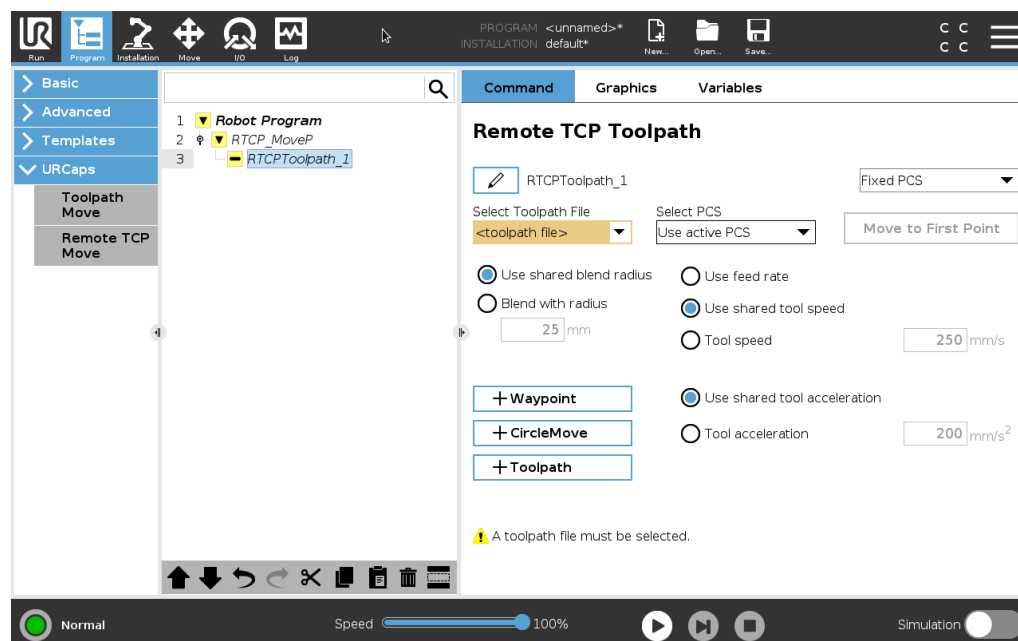 PROGRAM <unnamed>*
INSTALLATION default*
UR
Run
Program
Installation
Move
I/O
Log
New...
Open...
Save...
C C
C C
Basic
Advanced
Templates
URCaps
Toolpath
Move
Remote TCP
Move
1 Robot Program
2 RTCP_MoveP
3 RTCPToolpath_1
Command Graphics Variables
Remote TCP Toolpath
RTCPToolpath_1
Fixed PCS
Select Toolpath File
Select PCS
<toolpath file>
Use active PCS
Move to First Point
Use shared blend radius
Use feed rate
Blend with radius
Use shared tool speed
25 mm
Tool speed
250 mm/s
+ Waypoint
Use shared tool acceleration
+ CircleMove
Tool acceleration
200 mm/s²
+ Toolpath
A toolpath file must be selected.
Normal
Speed
100%
Simulation